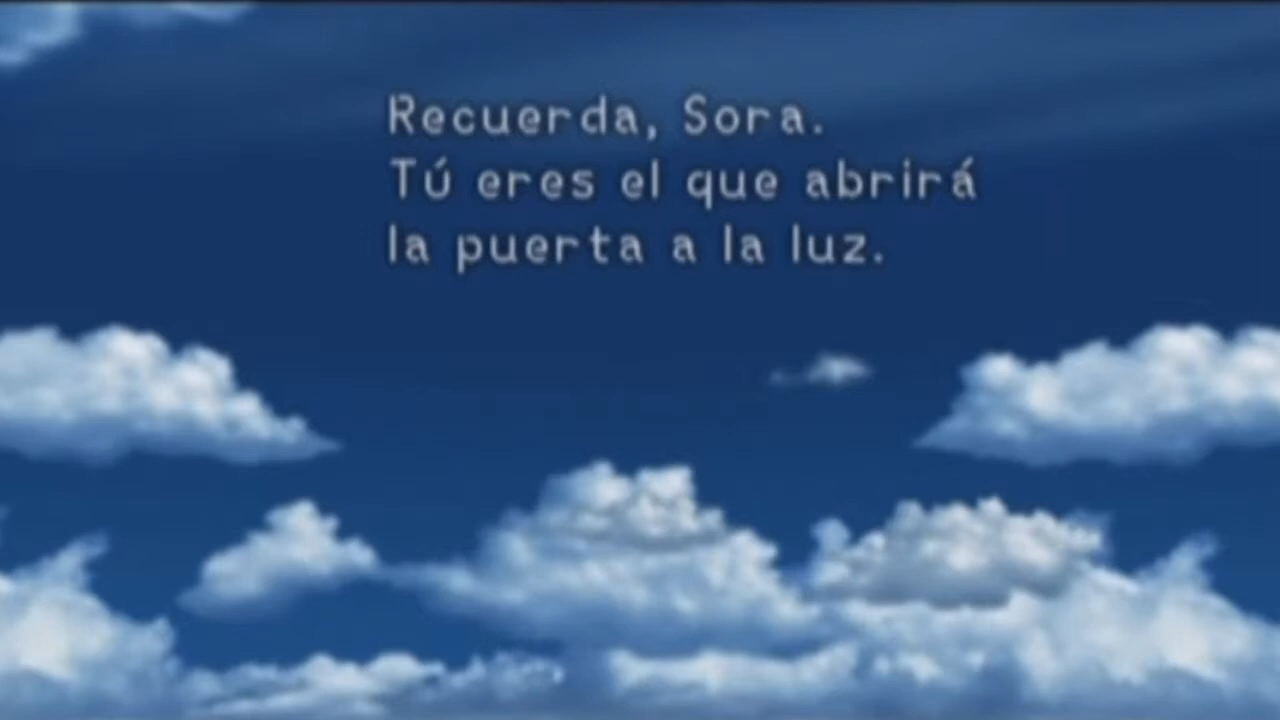 Recuerda, Sora.
Tú eres el que abrirá
la puerta a la luz.